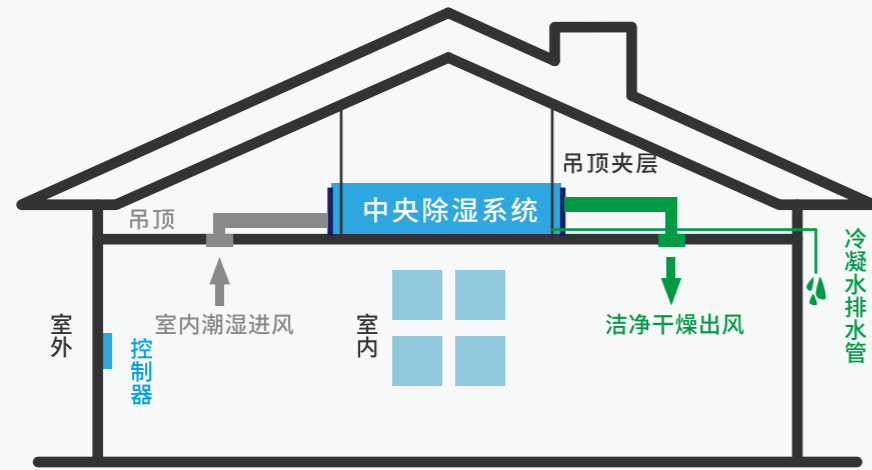 吊顶夹层
中央除湿系统
吊顶
室内潮湿进风
室外
控制器
室内
洁净干燥出风
冷凝水排水管